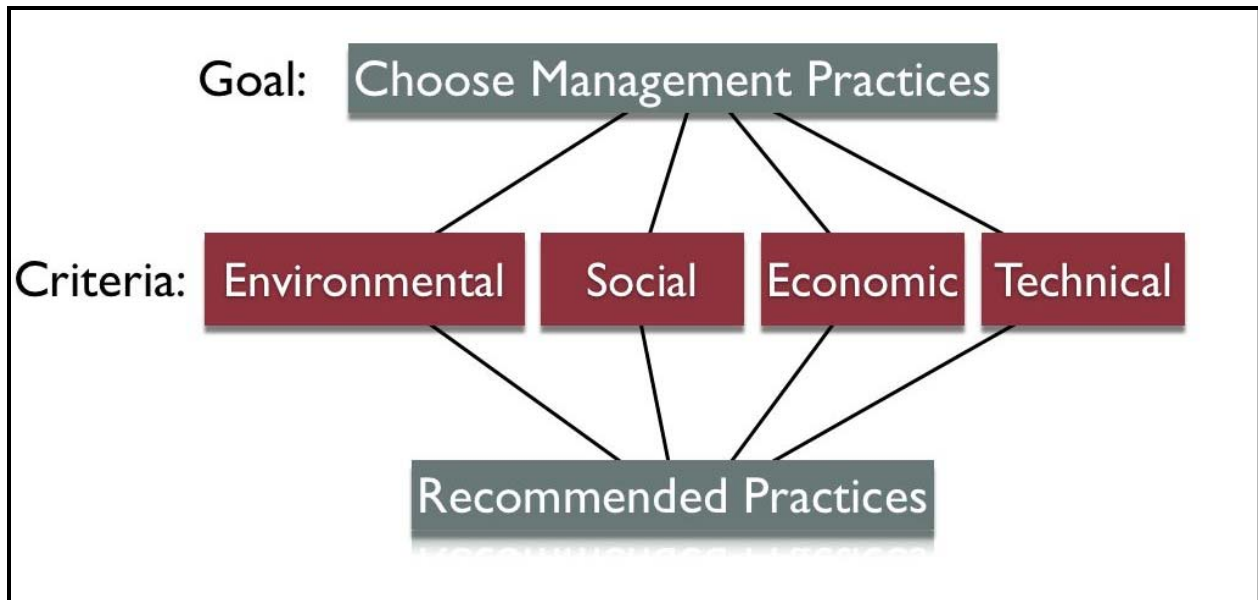 Goal: Choose Management Practices
Criteria: Environmental Social Economic Technical
Recommended Practices